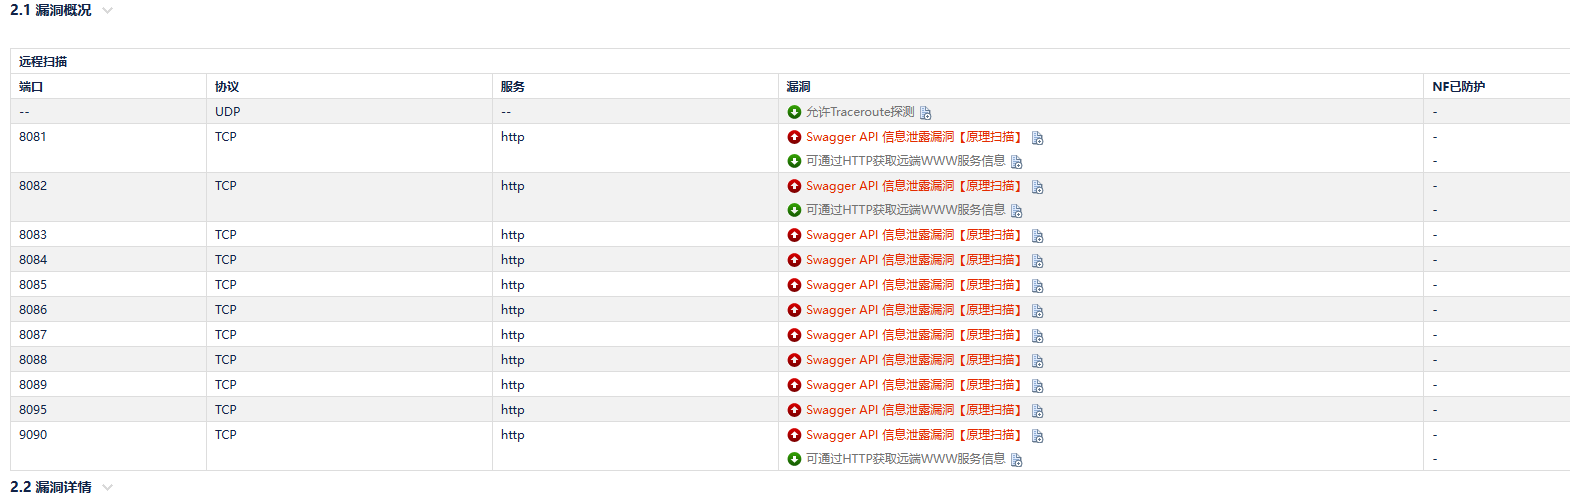 2.1 漏洞概况
远程扫描
端口 协议 服务 漏洞 NF已防护
-- UDP -- 允许Traceroute探测 -
8081 TCP http Swagger API 信息泄露漏洞【原理扫描】 -
可通过HTTP获取远端WWW服务信息 -
8082 TCP http Swagger API 信息泄露漏洞【原理扫描】 -
可通过HTTP获取远端WWW服务信息 -
8083 TCP http Swagger API 信息泄露漏洞【原理扫描】 -
8084 TCP http Swagger API 信息泄露漏洞【原理扫描】 -
8085 TCP http Swagger API 信息泄露漏洞【原理扫描】 -
8086 TCP http Swagger API 信息泄露漏洞【原理扫描】 -
8087 TCP http Swagger API 信息泄露漏洞【原理扫描】 -
8088 TCP http Swagger API 信息泄露漏洞【原理扫描】 -
8089 TCP http Swagger API 信息泄露漏洞【原理扫描】 -
8095 TCP http Swagger API 信息泄露漏洞【原理扫描】 -
9090 TCP http Swagger API 信息泄露漏洞【原理扫描】 -
可通过HTTP获取远端WWW服务信息 -
2.2 漏洞详情